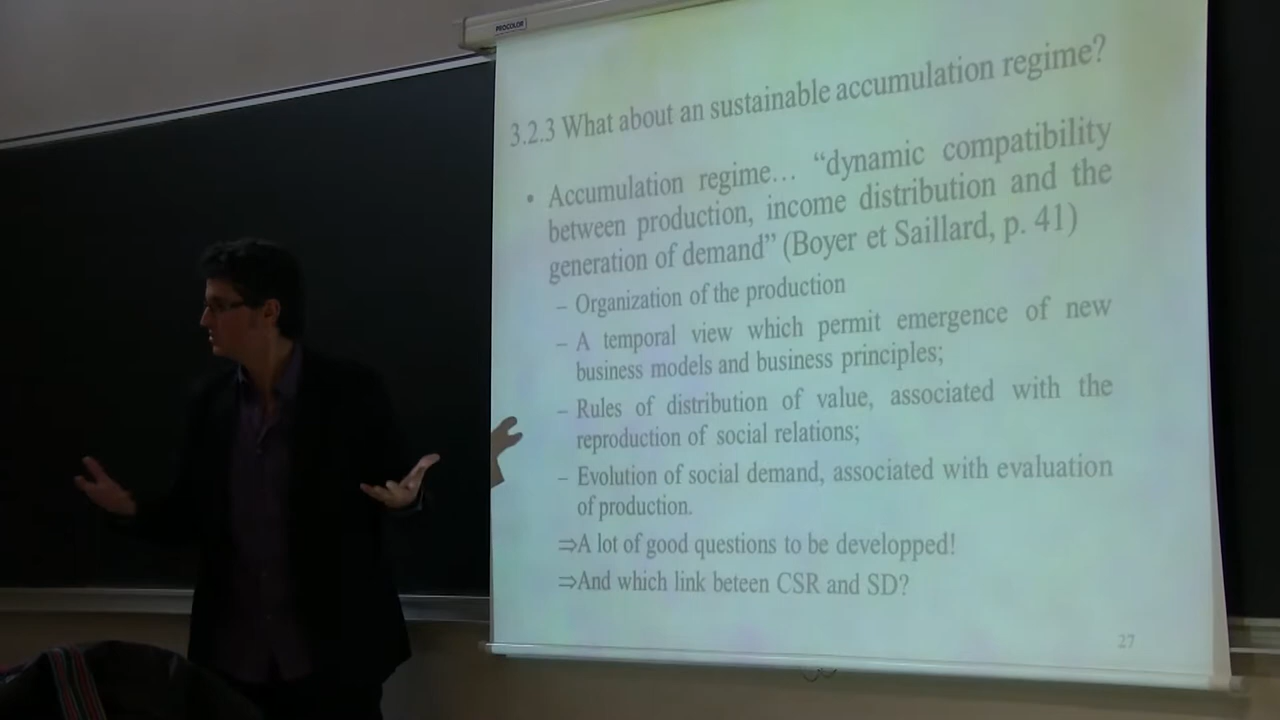 PROCOLOR
3.2.3 What about an sustainable accumulation regime?
• Accumulation regime… “dynamic compatibility
between production, income distribution and the
generation of demand” (Boyer et Saillard, p. 41)
– Organization of the production
– A temporal view which permit emergence of new
business models and business principles;
– Rules of distribution of value, associated with the
reproduction of social relations;
– Evolution of social demand, associated with evaluation
of production.
⇒A lot of good questions to be developped!
⇒And which link beteen CSR and SD?
27